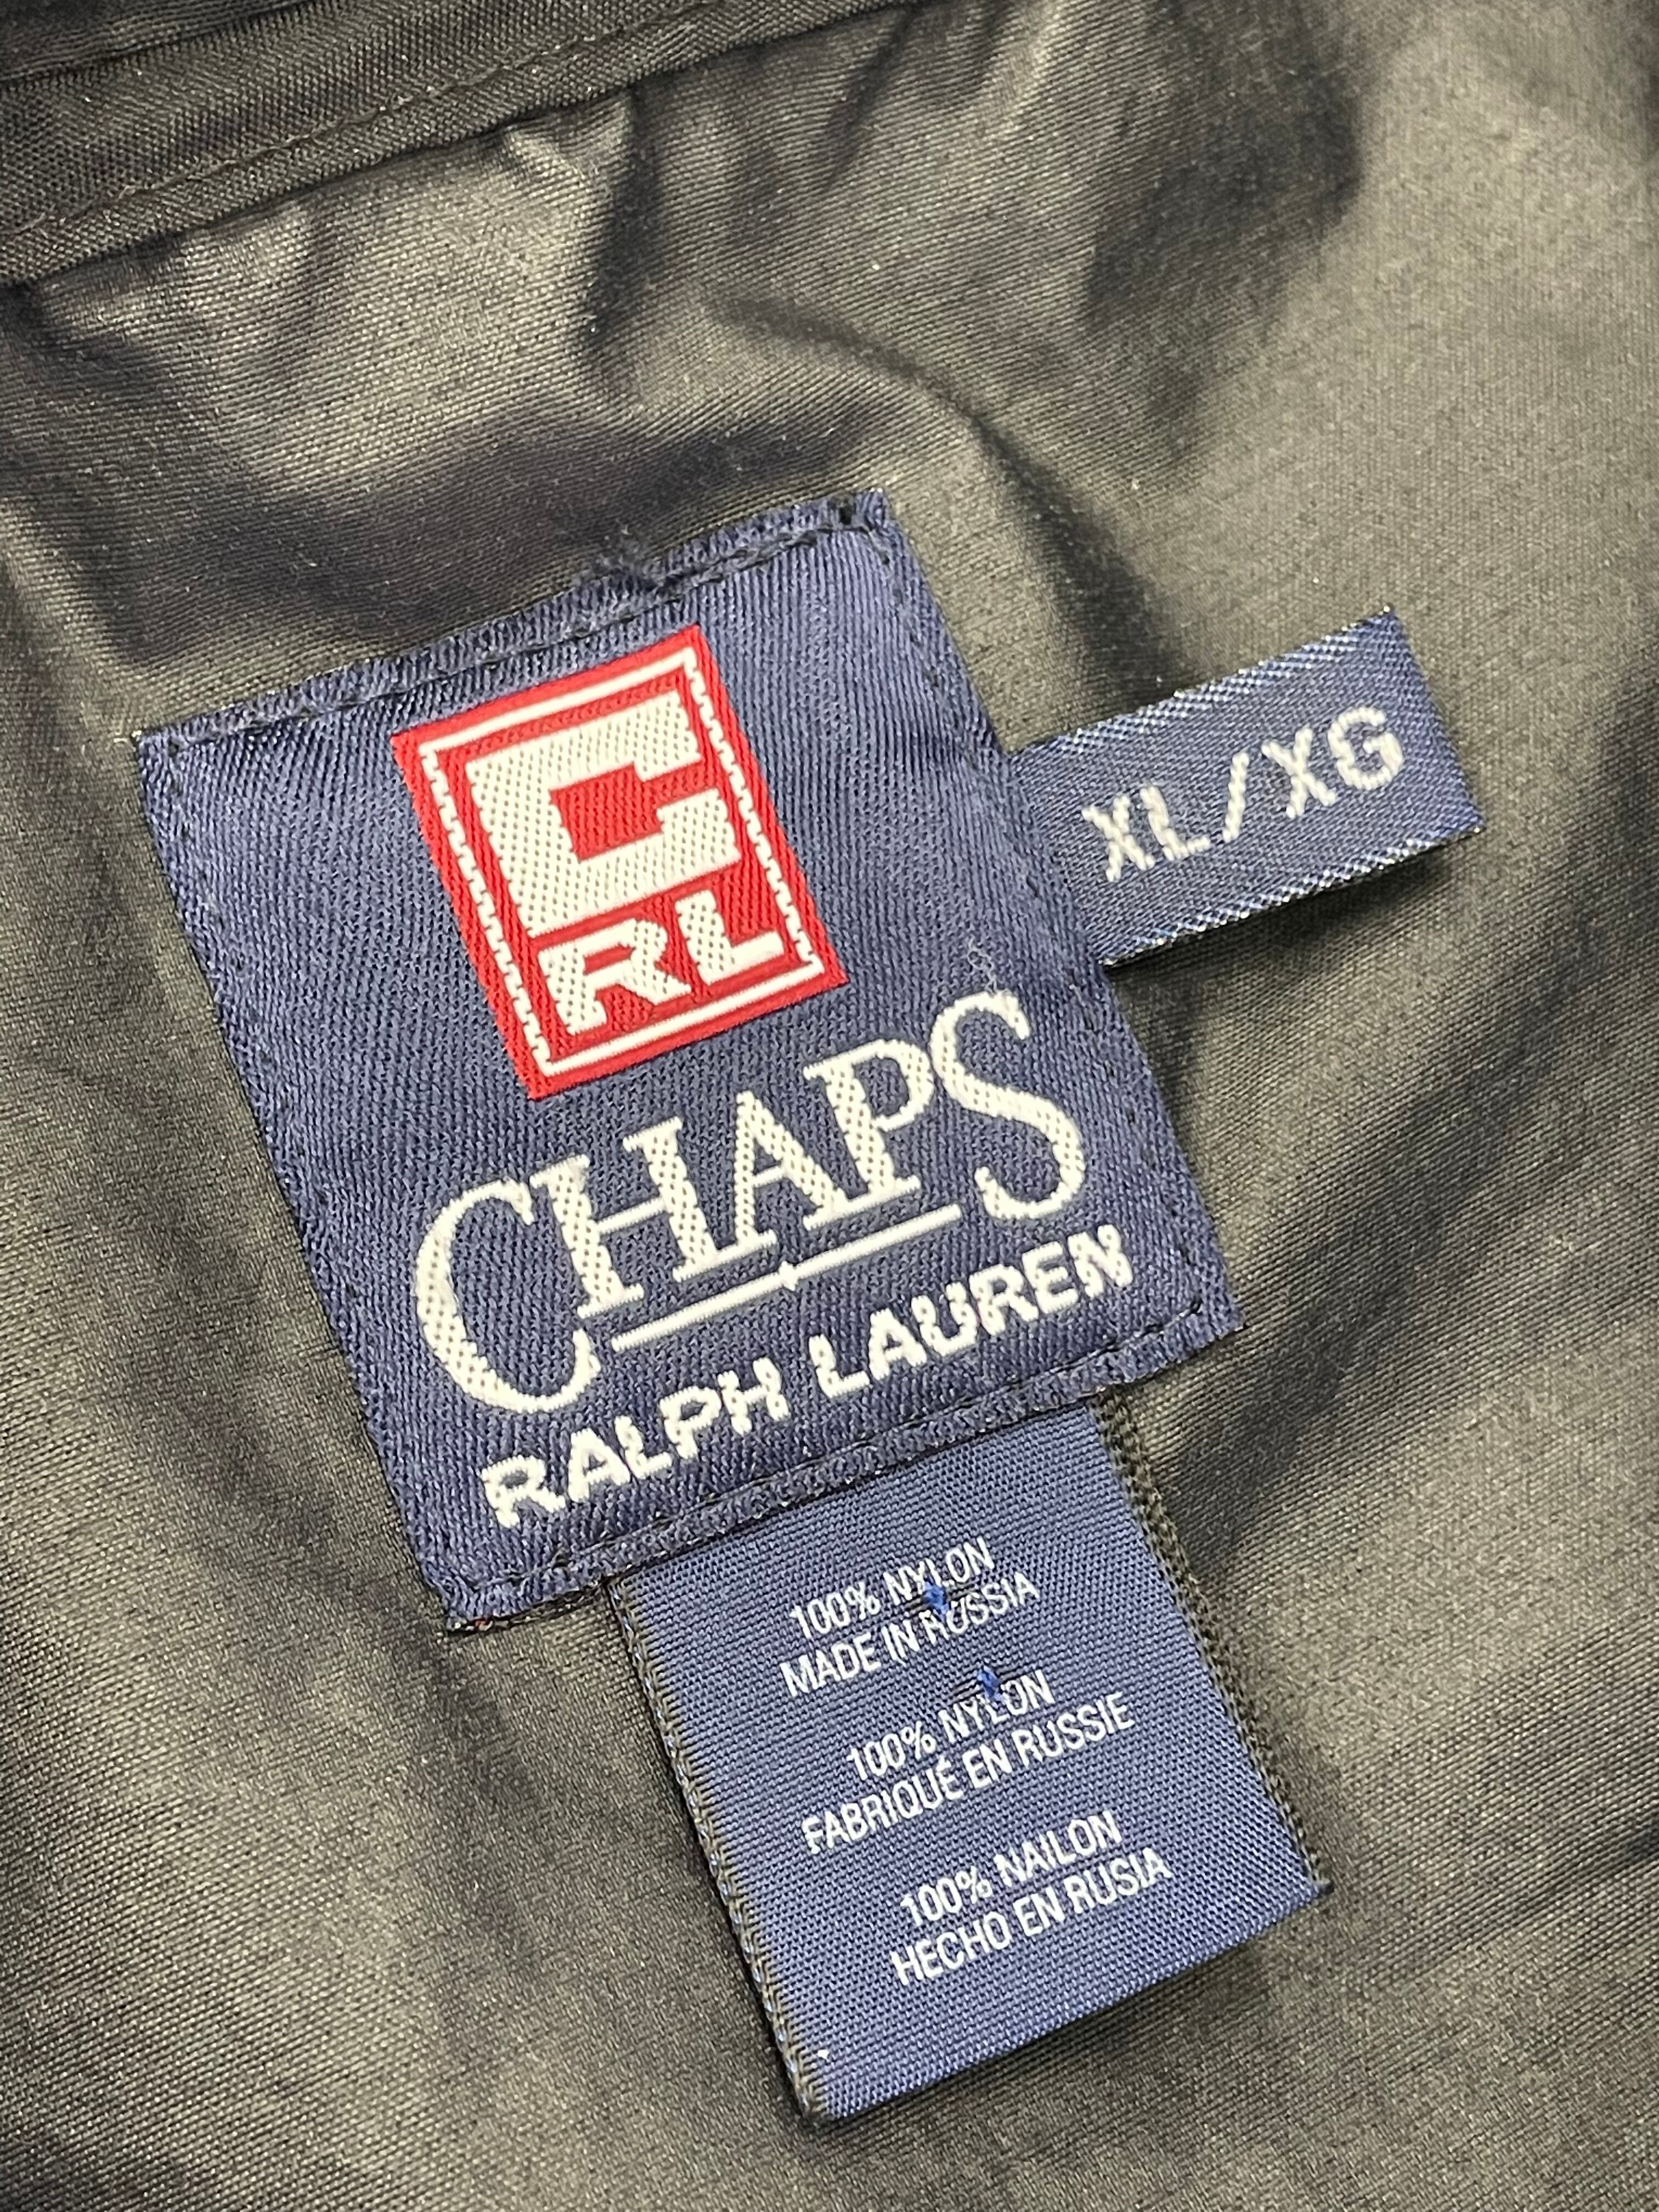 C
RL
CHAPS
RALPH LAUREN
XL/XG
100% NYLON
MADE IN RUSSIA
100% NYLON
FABRIQUÉ EN RUSSIE
100% NAILON
HECHO EN RUSIA